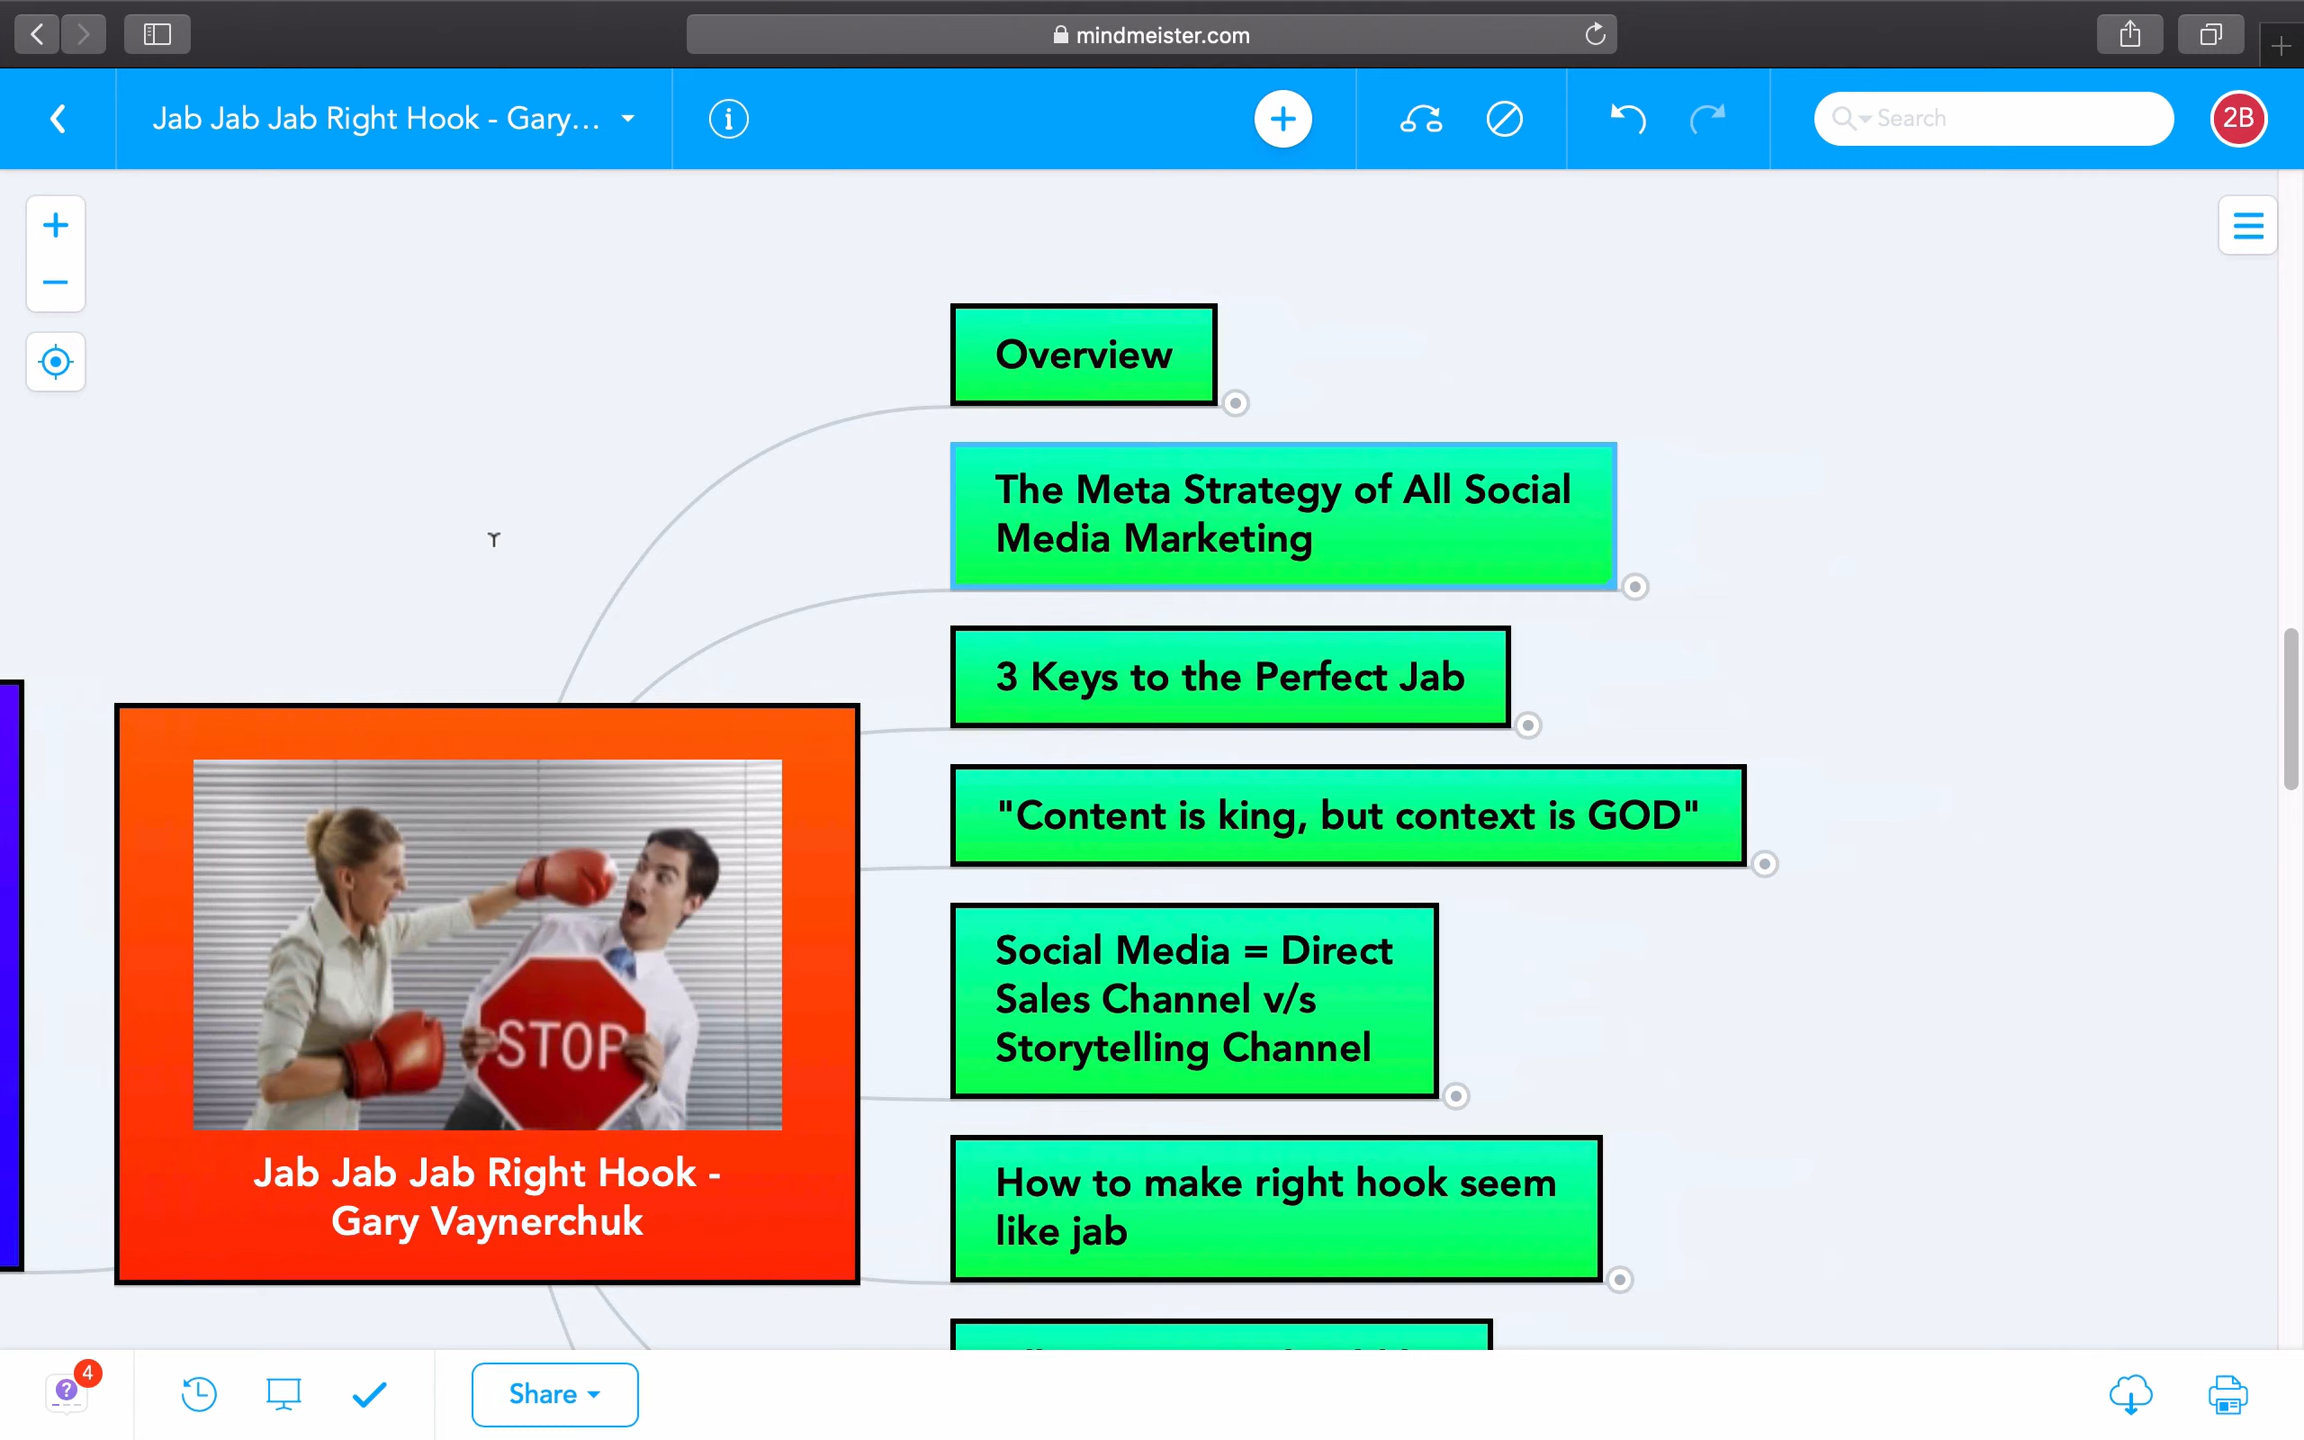 mindmeister.com
Jab Jab Jab Right Hook - Gary...
Search
2B
Overview
The Meta Strategy of All Social
Media Marketing
3 Keys to the Perfect Jab
"Content is king, but context is GOD"
Social Media = Direct
Sales Channel v/s
Storytelling Channel
How to make right hook seem
like jab
STOP
Jab Jab Jab Right Hook -
Gary Vaynerchuk
4
Share